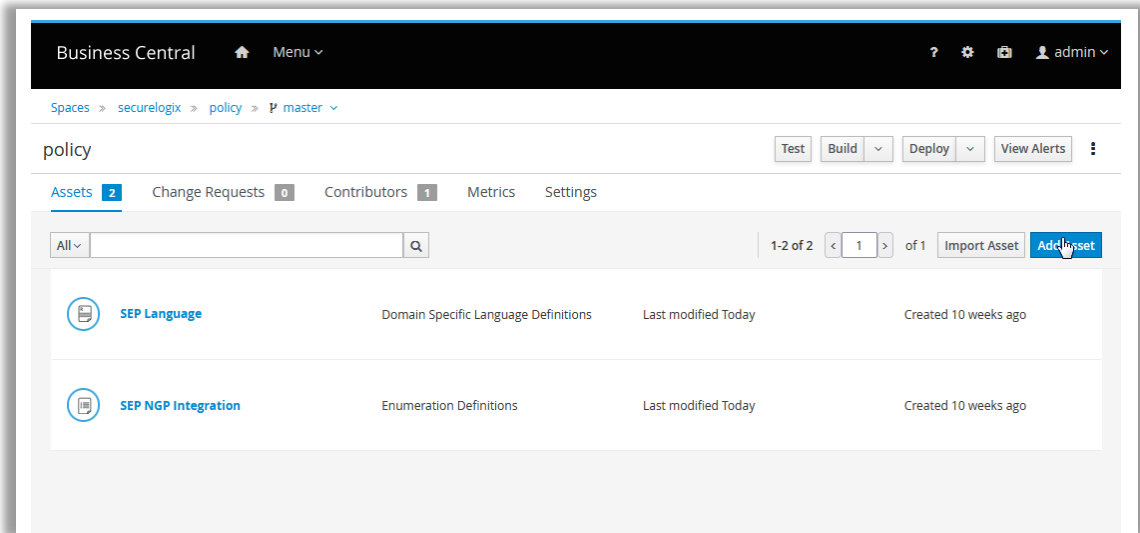 Business Central Menu ? admin
Spaces » securelogix » policy » master
policy Test Build Deploy View Alerts
Assets 2 Change Requests 0 Contributors 1 Metrics Settings
All 1-2 of 2 < 1 > of 1 Import Asset Add Asset
SEP Language Domain Specific Language Definitions Last modified Today Created 10 weeks ago
SEP NGP Integration Enumeration Definitions Last modified Today Created 10 weeks ago